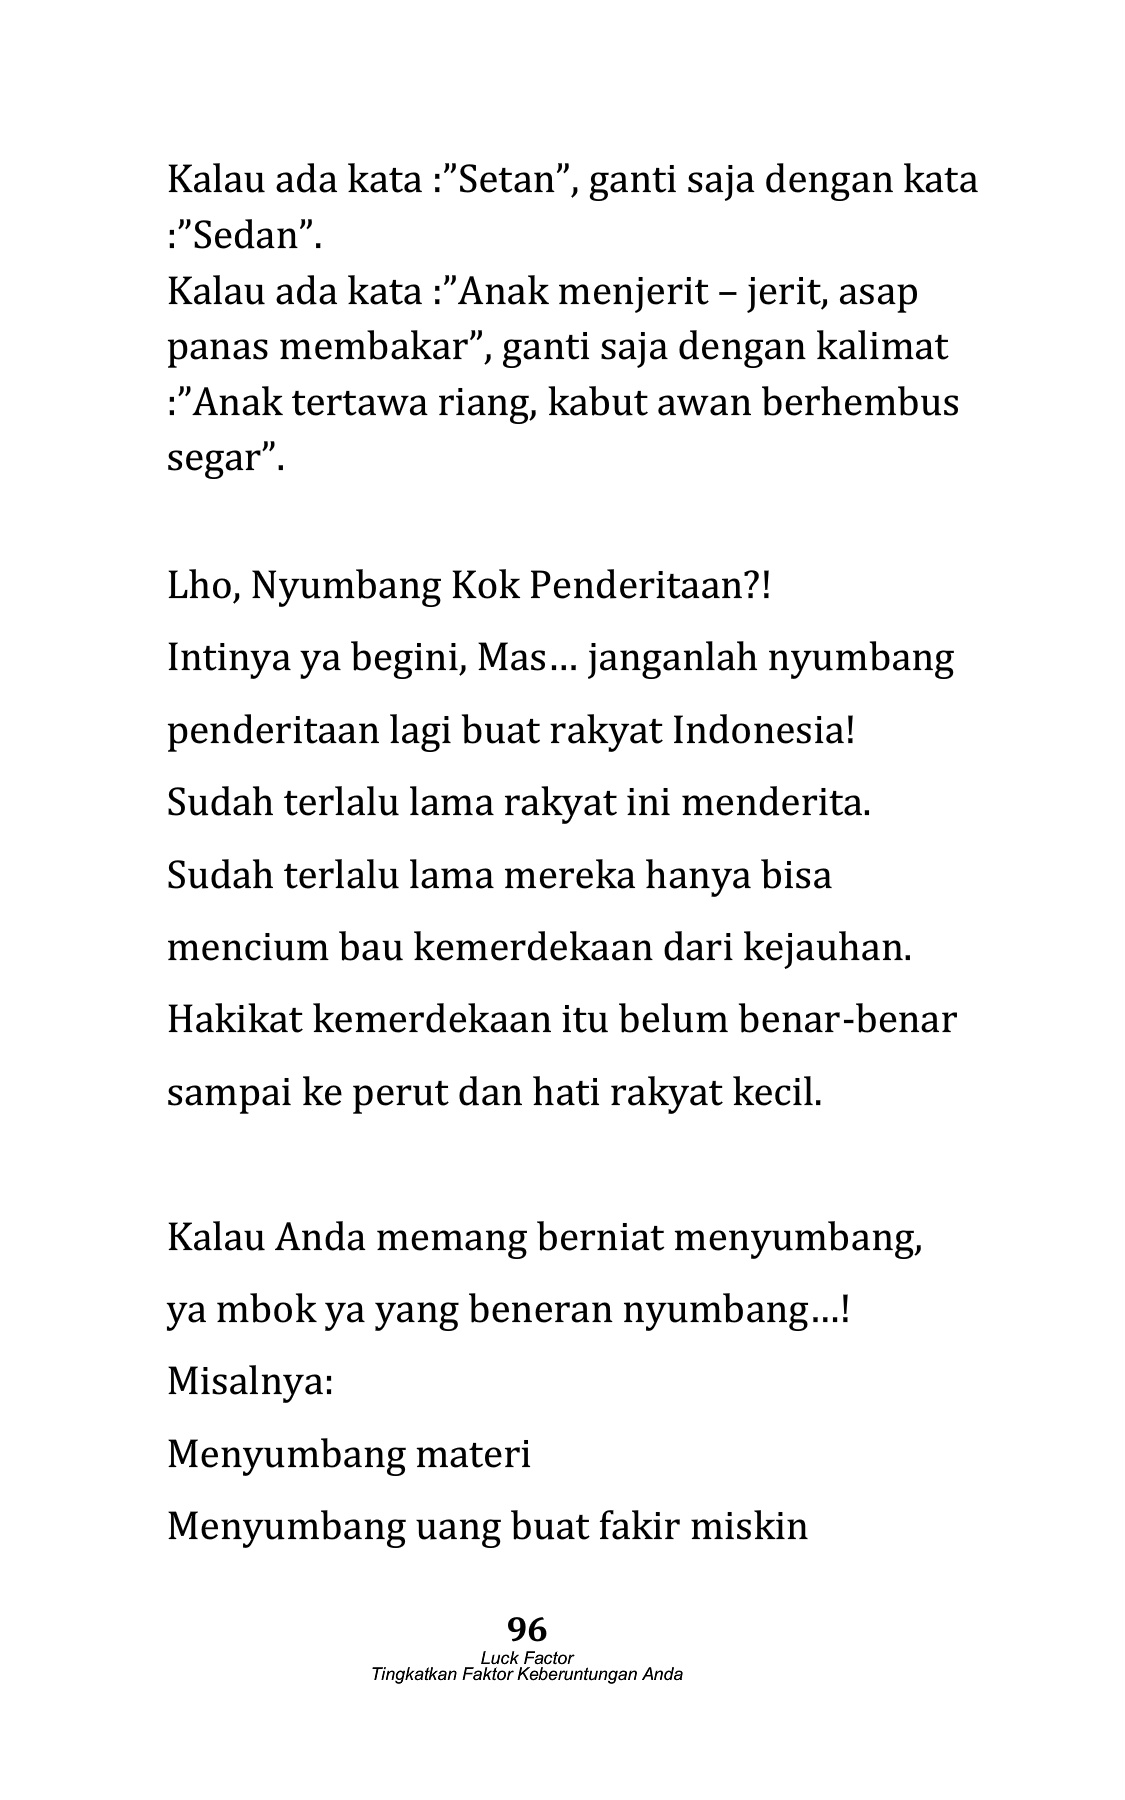 Kalau ada kata :”Setan”, ganti saja dengan kata
:”Sedan”.
Kalau ada kata :”Anak menjerit – jerit, asap
panas membakar”, ganti saja dengan kalimat
:”Anak tertawa riang, kabut awan berhembus
segar”.
Lho, Nyumbang Kok Penderitaan?!
Intinya ya begini, Mas… janganlah nyumbang
penderitaan lagi buat rakyat Indonesia!
Sudah terlalu lama rakyat ini menderita.
Sudah terlalu lama mereka hanya bisa
mencium bau kemerdekaan dari kejauhan.
Hakikat kemerdekaan itu belum benar-benar
sampai ke perut dan hati rakyat kecil.
Kalau Anda memang berniat menyumbang,
ya mbok ya yang beneran nyumbang…!
Misalnya:
Menyumbang materi
Menyumbang uang buat fakir miskin
96
Luck Factor
Tingkatkan Faktor Keberuntungan Anda